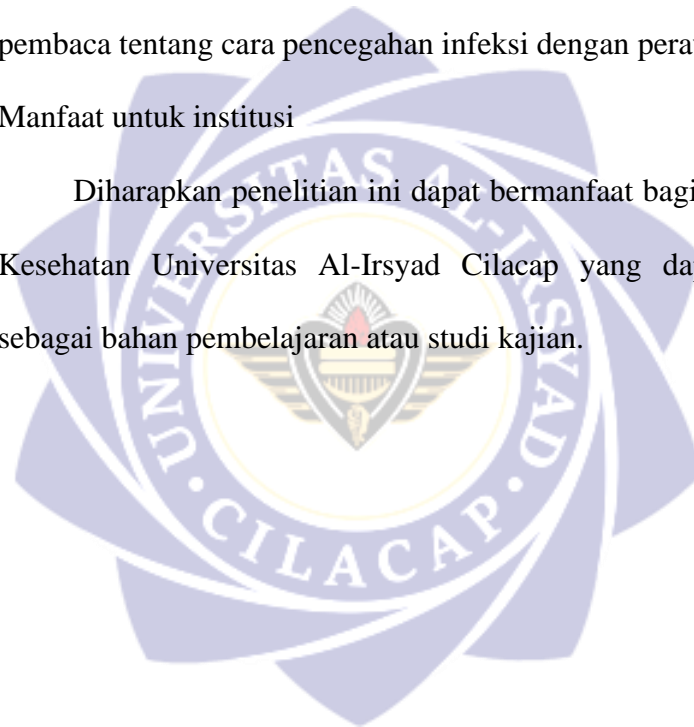 pembaca tentang cara pencegahan infeksi dengan pera
Manfaat untuk institusi
Diharapkan penelitian ini dapat bermanfaat bagi
Kesehatan Universitas Al-Irsyad Cilacap yang da
sebagai bahan pembelajaran atau studi kajian.
UNIVERSITAS AL-IRSYAD
CILACAP